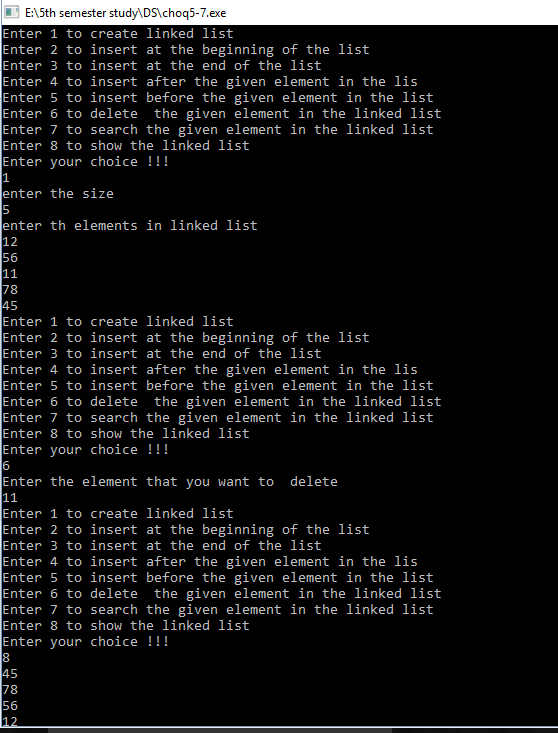 E:\5th semester study\DS\choq5-7.exe
Enter 1 to create linked list
Enter 2 to insert at the beginning of the list
Enter 3 to insert at the end of the list
Enter 4 to insert after the given element in the lis
Enter 5 to insert before the given element in the list
Enter 6 to delete  the given element in the linked list
Enter 7 to search the given element in the linked list
Enter 8 to show the linked list
Enter your choice !!!
1
enter the size
5
enter th elements in linked list
12
56
11
78
45
Enter 1 to create linked list
Enter 2 to insert at the beginning of the list
Enter 3 to insert at the end of the list
Enter 4 to insert after the given element in the lis
Enter 5 to insert before the given element in the list
Enter 6 to delete  the given element in the linked list
Enter 7 to search the given element in the linked list
Enter 8 to show the linked list
Enter your choice !!!
6
Enter the element that you want to  delete
11
Enter 1 to create linked list
Enter 2 to insert at the beginning of the list
Enter 3 to insert at the end of the list
Enter 4 to insert after the given element in the lis
Enter 5 to insert before the given element in the list
Enter 6 to delete  the given element in the linked list
Enter 7 to search the given element in the linked list
Enter 8 to show the linked list
Enter your choice !!!
8
45
78
56
12